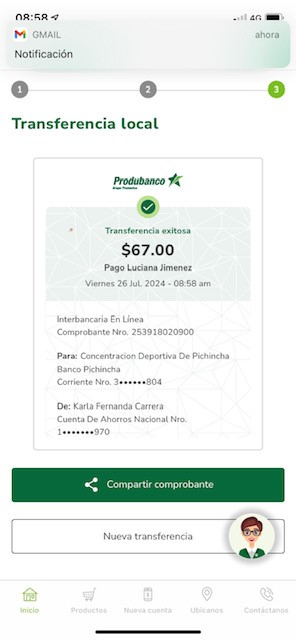 08:58
4G
GMAIL
ahora
Notificación
1
2
3
Transferencia local
Produbanco
Grupo Promerica
Transferencia exitosa
$67.00
Pago Luciana Jimenez
Viernes 26 Jul. 2024 - 08:58 am
Interbancaria En Línea
Comprobante Nro. 253918020900
Para: Concentracion Deportiva De Pichincha
Banco Pichincha
Corriente Nro. 3••••••804
De: Karla Fernanda Carrera
Cuenta De Ahorros Nacional Nro.
1•••••••970
Compartir comprobante
Nueva transferencia
Inicio
Productos
Nueva cuenta
Ubícanos
Contáctanos